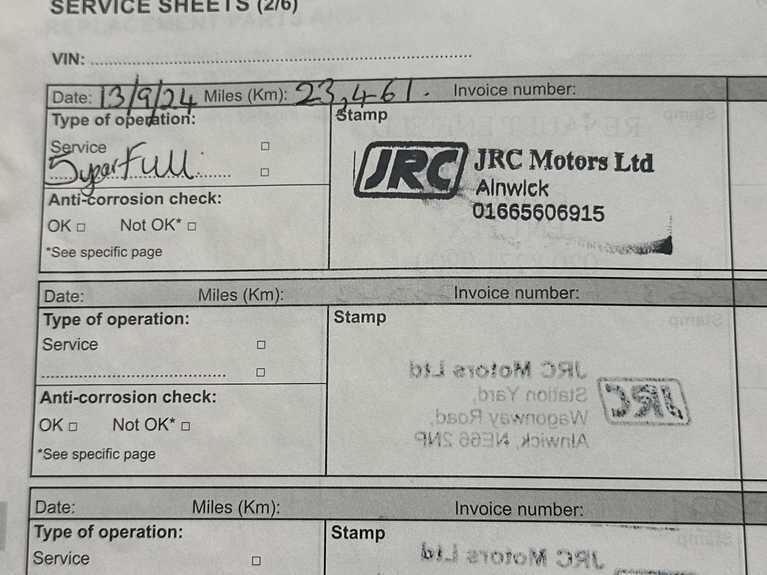 SERVICE SHEETS (2/6)
VIN: ........................................
Date: 13/9/24 Miles (Km): 23,461. Invoice number:
Type of operation:
Service □
Super Full □
Anti-corrosion check:
OK □ Not OK* □
*See specific page
Stamp
JRC JRC Motors Ltd
Alnwick
01665606915
Date: Miles (Km): Invoice number:
Type of operation:
Service □
........................................ □
Anti-corrosion check:
OK □ Not OK* □
*See specific page
Stamp
JRC Motors Ltd
Station Yard,
Wagonway Road,
Alnwick, NE66 2NP
JRC
Date: Miles (Km): Invoice number:
Type of operation:
Service □
Stamp
JRC Motors Ltd